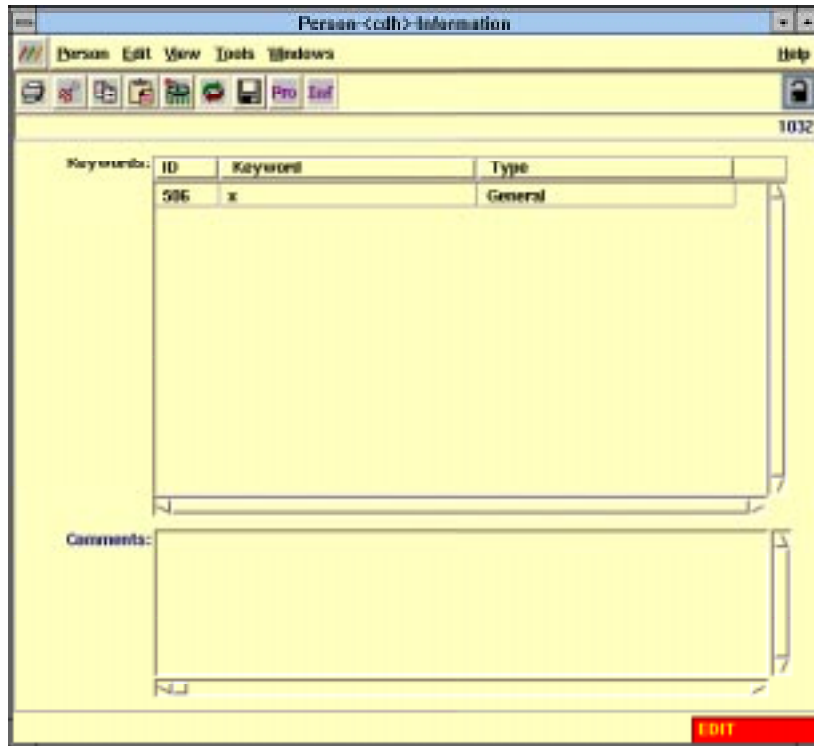 Person-<cdh>-Information
Person Edit View Tools Windows Help
Pro Inf
1032
Keywords: ID Keyword Type
506 x General
Comments:
EDIT